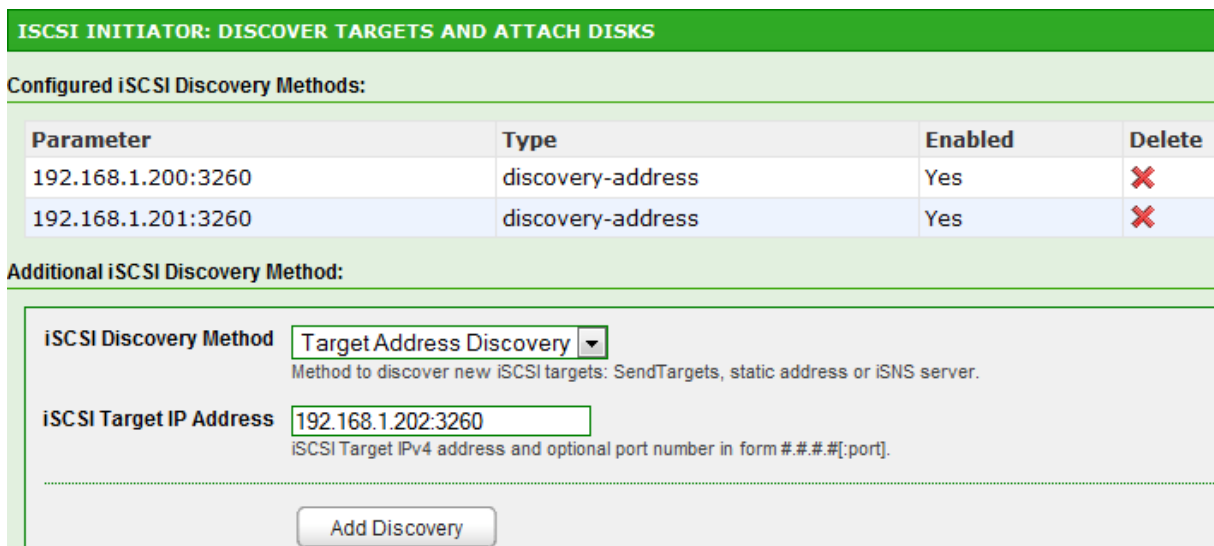 ISCSI INITIATOR: DISCOVER TARGETS AND ATTACH DISKS
Configured iSCSI Discovery Methods:
Parameter Type Enabled Delete
192.168.1.200:3260 discovery-address Yes
192.168.1.201:3260 discovery-address Yes
Additional iSCSI Discovery Method:
iSCSI Discovery Method Target Address Discovery
Method to discover new iSCSI targets: SendTargets, static address or iSNS server.
iSCSI Target IP Address 192.168.1.202:3260
iSCSI Target IPv4 address and optional port number in form #.#.#.#[:port].
Add Discovery